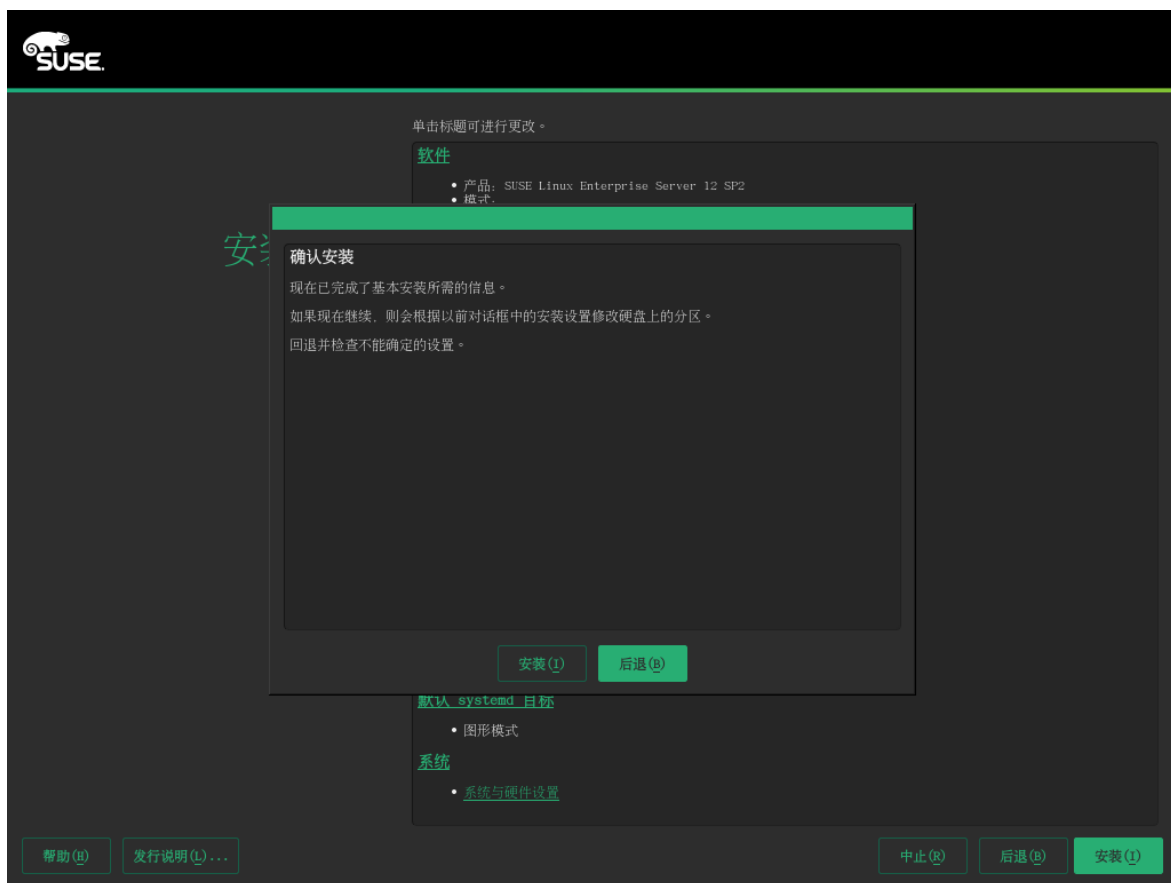 SUSE.
单击标题可进行更改。
软件
• 产品: SUSE Linux Enterprise Server 12 SP2
• 模式:
安装
确认安装
现在已完成了基本安装所需的信息。
如果现在继续, 则会根据以前对话框中的安装设置修改硬盘上的分区。
回退并检查不能确定的设置。
安装(I)
后退(B)
默认 systemd 目标
• 图形模式
系统
• 系统与硬件设置
帮助(H)
发行说明(L)...
中止(R)
后退(B)
安装(I)